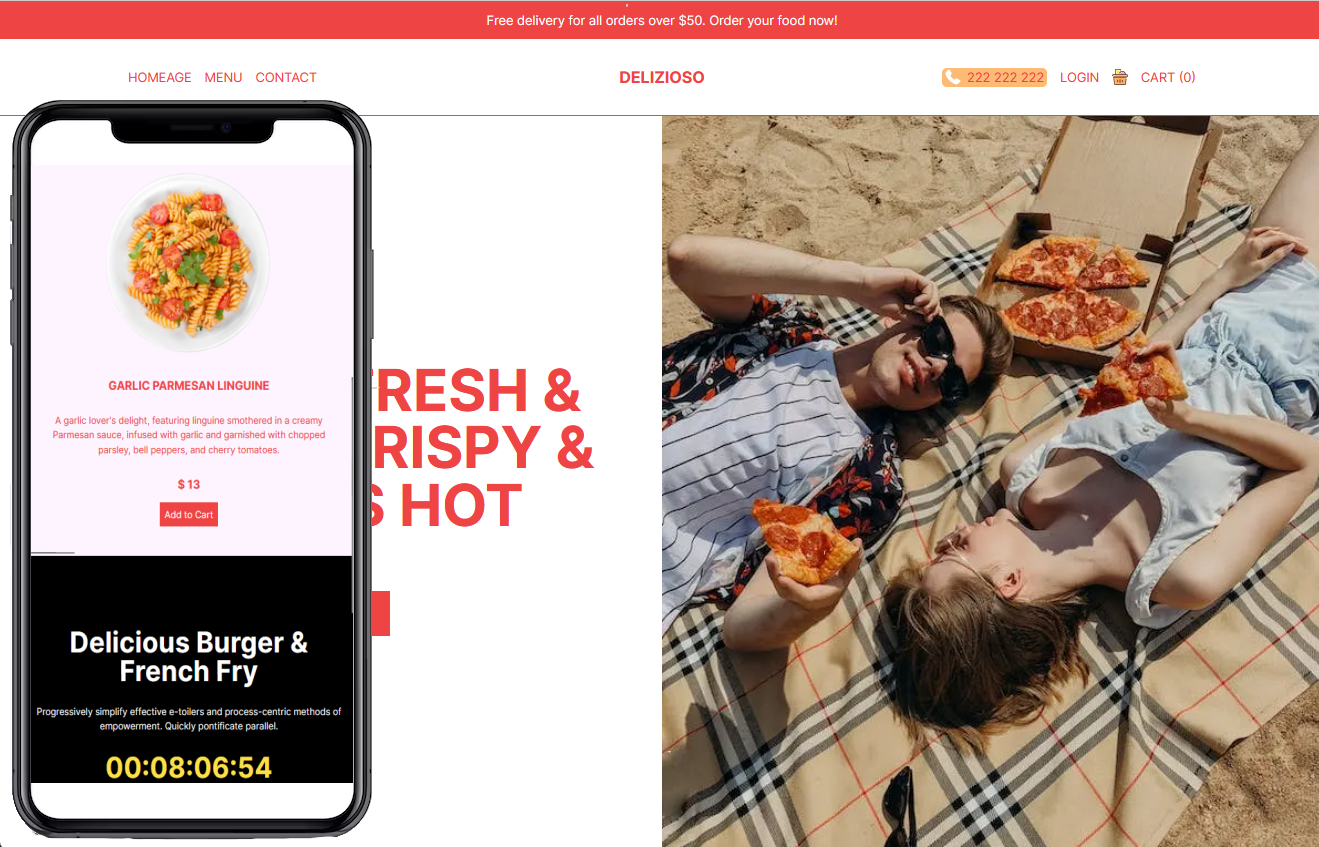 Free delivery for all orders over $50. Order your food now!
HOMEAGE MENU CONTACT
DELIZIOSO
222 222 222 LOGIN CART (0)
GARLIC PARMESAN LINGUINE
A garlic lover's delight, featuring linguine smothered in a creamy
Parmesan sauce, infused with garlic and garnished with chopped
parsley, bell peppers, and cherry tomatoes.
$ 13
Add to Cart
Delicious Burger &
French Fry
Progressively simplify effective e-toilers and process-centric methods of
empowerment. Quickly pontificate parallel.
00:08:06:54
RESH &
RISPY &
S HOT